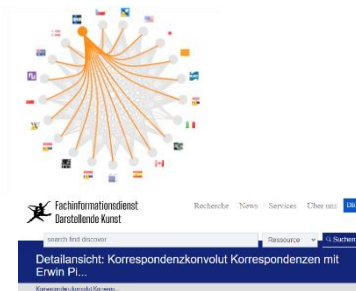 Fachinformationsdienst
Darstellende Kunst
Recherche News Services Über uns
search find discover
Ressource
Suchen
Detailansicht: Korrespondenzkonvolut Korrespondenzen mit
Erwin Pi...